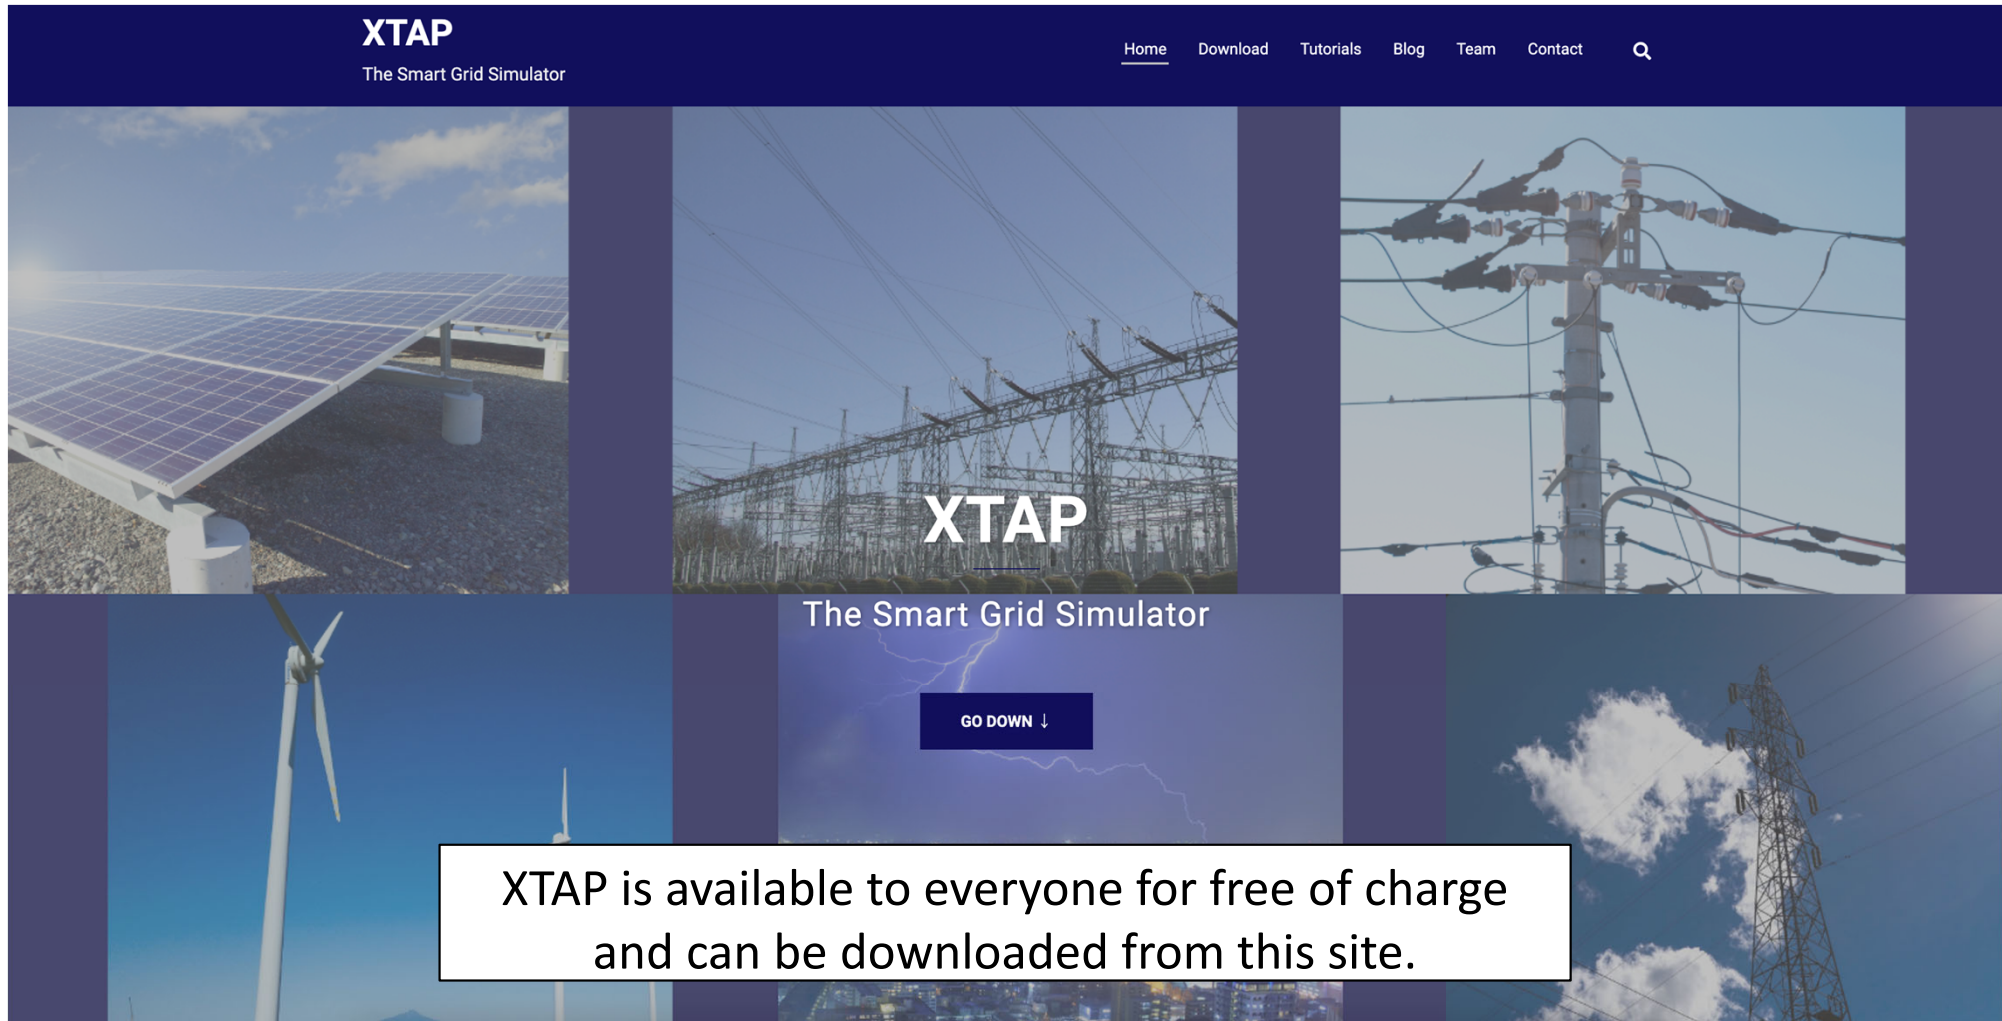 XTAP
The Smart Grid Simulator
Home Download Tutorials Blog Team Contact
XTAP
The Smart Grid Simulator
GO DOWN ↓
XTAP is available to everyone for free of charge
and can be downloaded from this site.